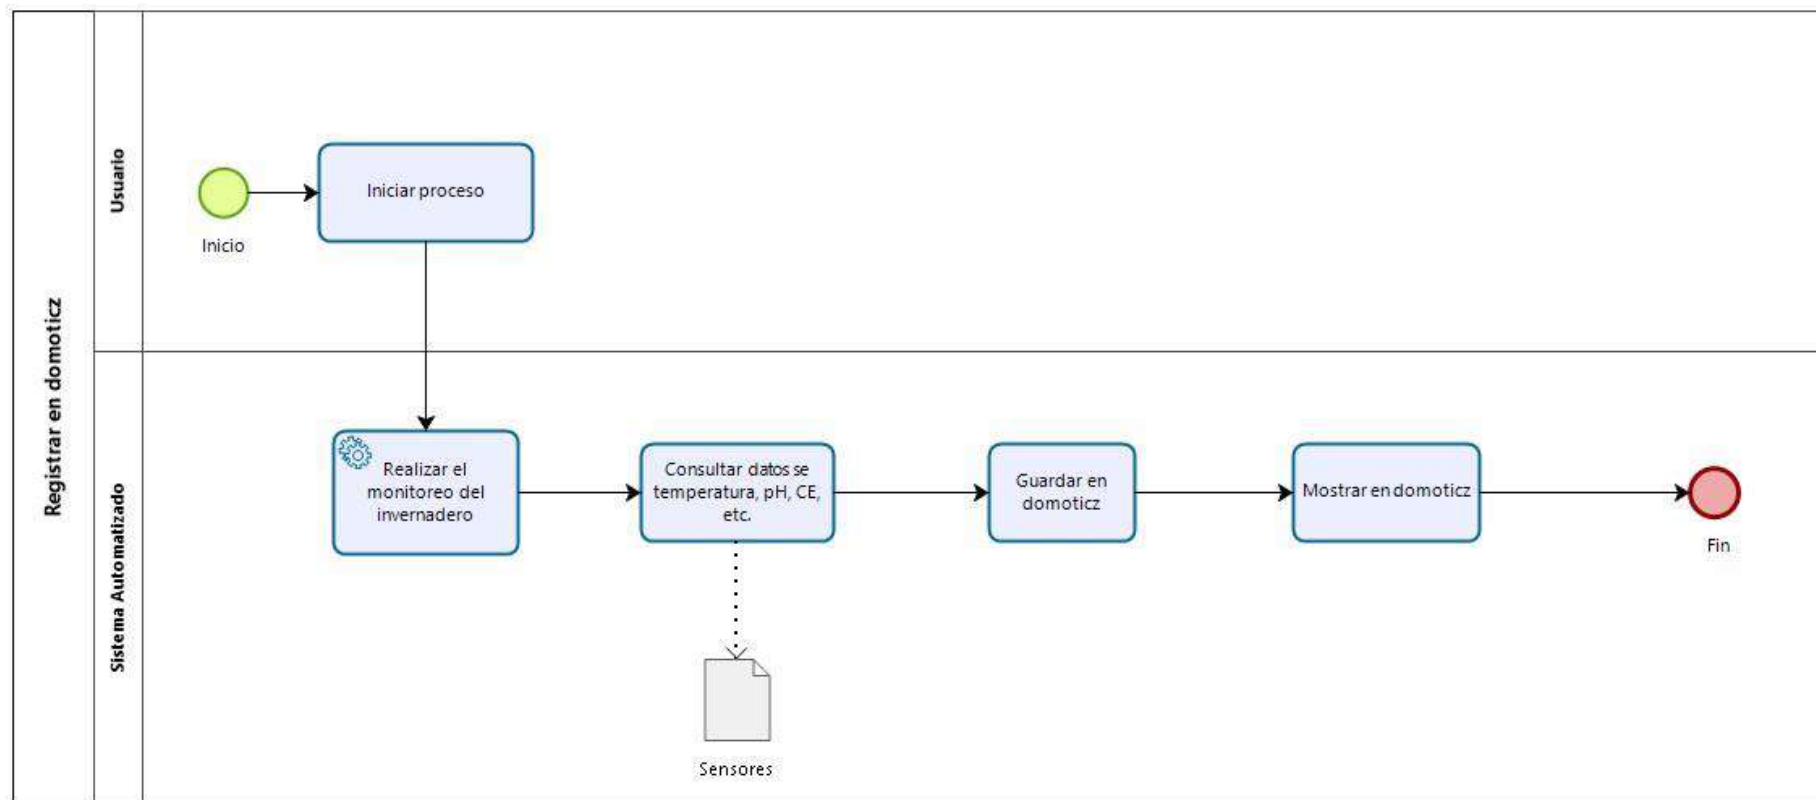 Registrar en domoticz
Usuario
Inicio
Iniciar proceso
Sistema Automatizado
Realizar el
monitoreo del
invernadero
Consultar datos se
temperatura, pH, CE,
etc.
Guardar en
domoticz
Mostrar en domoticz
Fin
Sensores